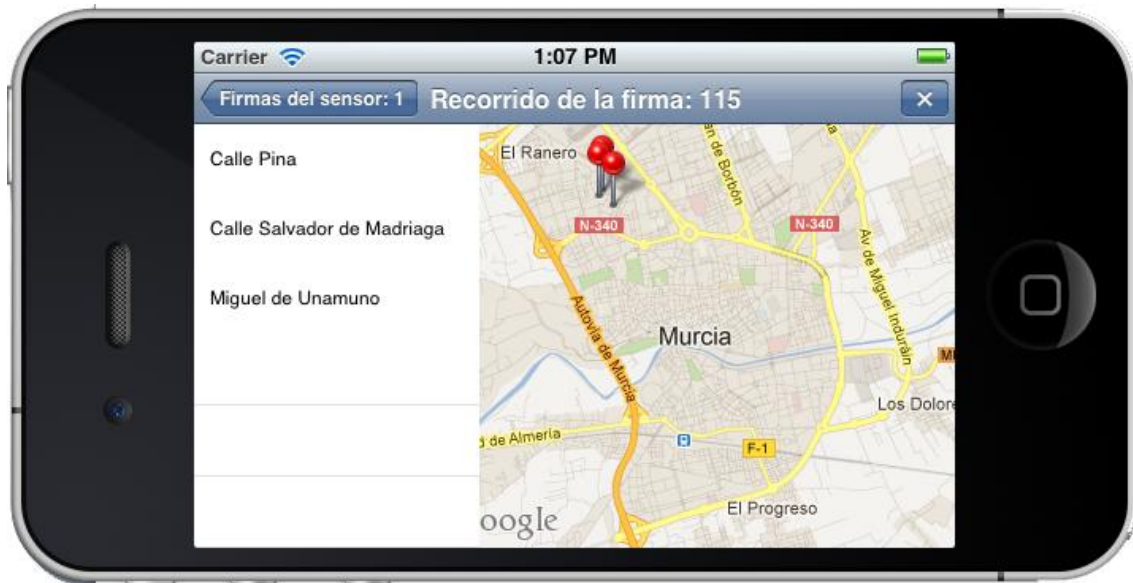 Carrier
1:07 PM
Firmas del sensor: 1
Recorrido de la firma: 115
Calle Pina
Calle Salvador de Madriaga
Miguel de Unamuno
El Ranero
an de Borbón
N-340
N-340
Av de Miguel Induráin
Autovía de Murcia
Murcia
Los Dolore
d de Almería
F-1
El Progreso
oogle